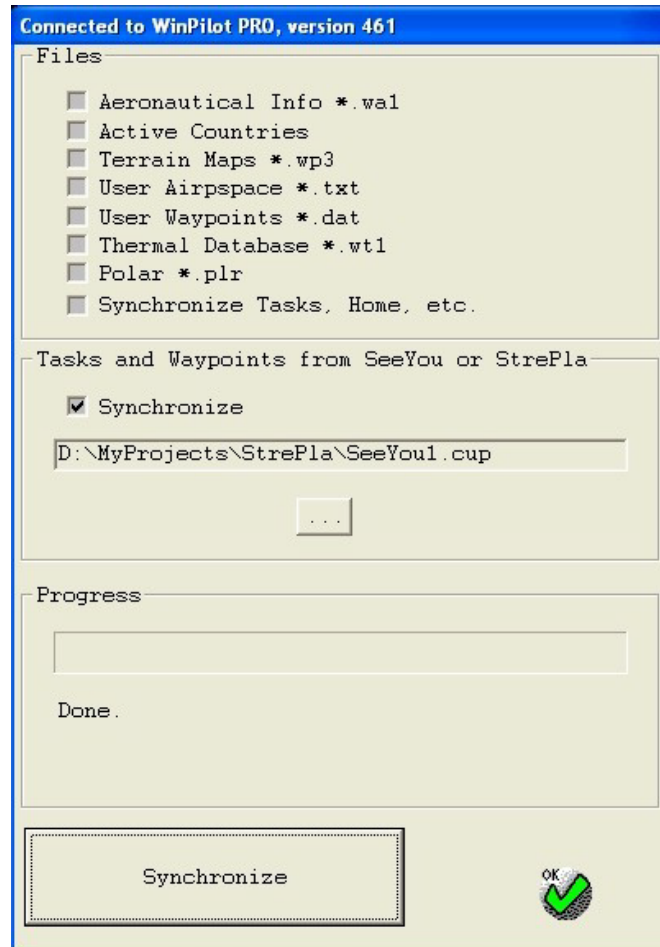 Connected to WinPilot PRO, version 461
Files
Aeronautical Info *.wa1
Active Countries
Terrain Maps *.wp3
User Airpspace *.txt
User Waypoints *.dat
Thermal Database *.wt1
Polar *.plr
Synchronize Tasks, Home, etc.
Tasks and Waypoints from SeeYou or StrePla
Synchronize
D:\MyProjects\StrePla\SeeYou1.cup
...
Progress
Done.
Synchronize
OK